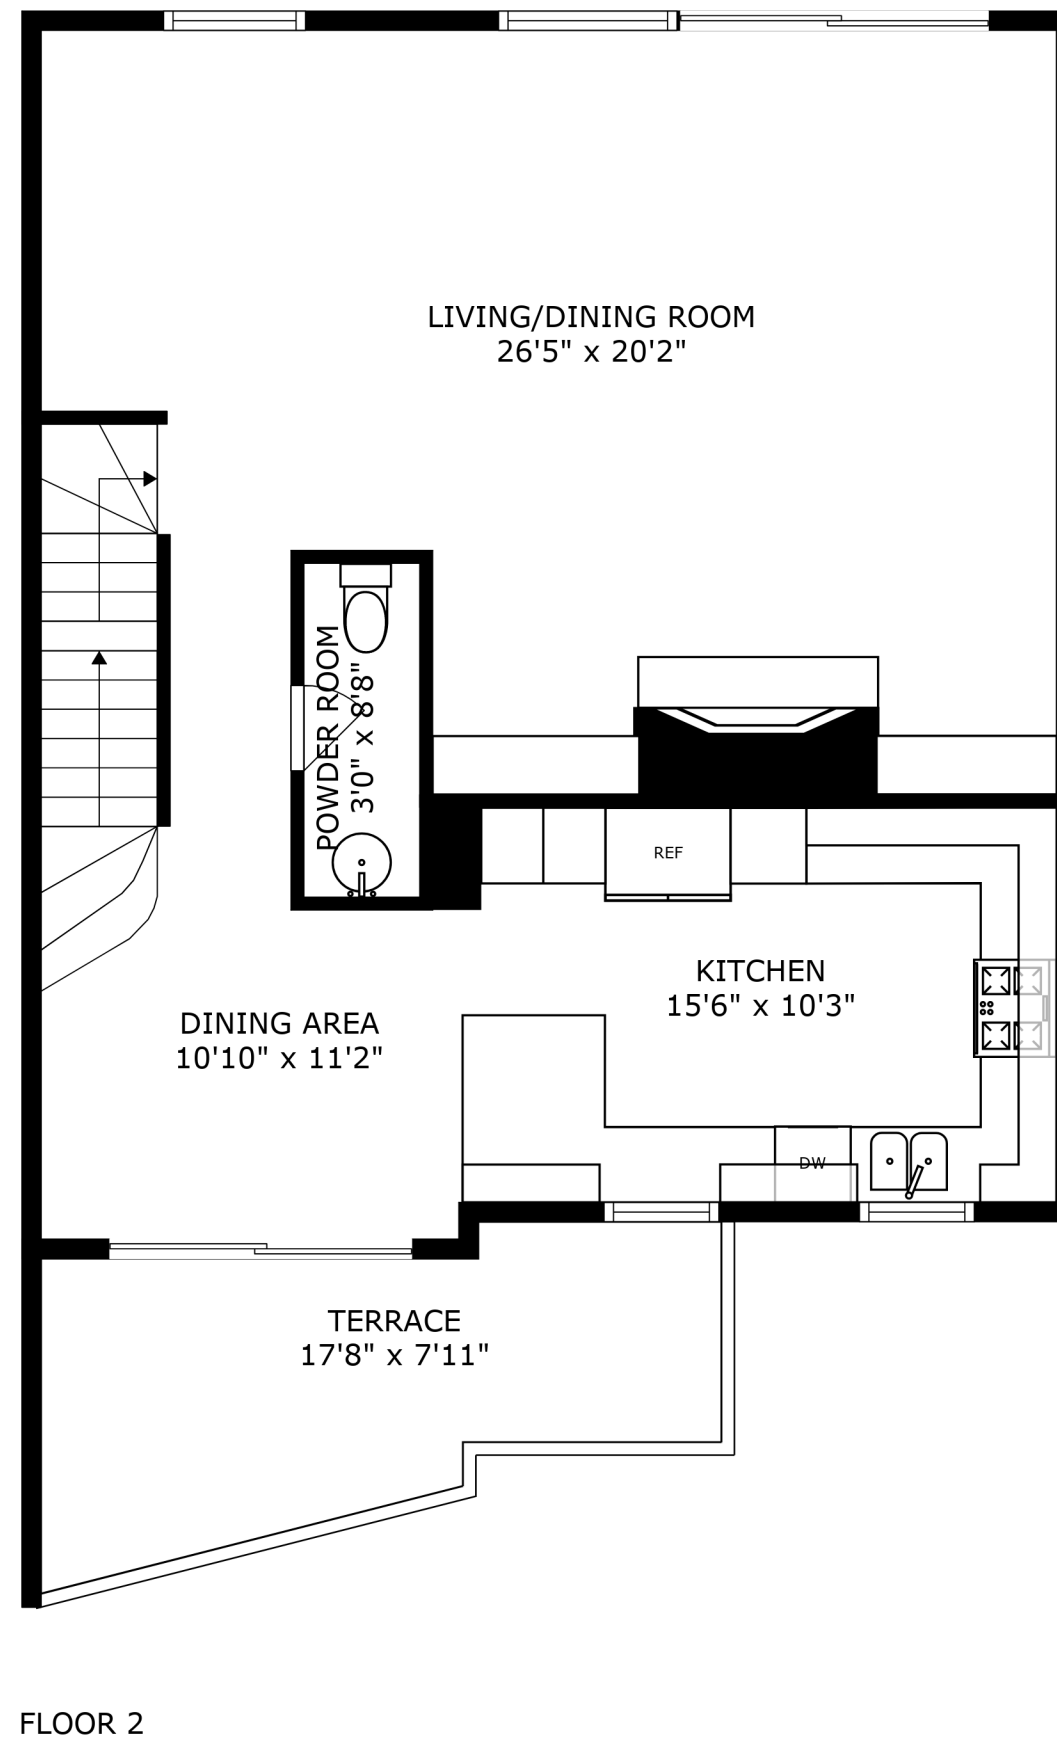 LIVING/DINING ROOM
26'5" x 20'2"
POWDER ROOM
3'0" x 8'8"
REF
KITCHEN
15'6" x 10'3"
DINING AREA
10'10" x 11'2"
DW
TERRACE
17'8" x 7'11"
FLOOR 2